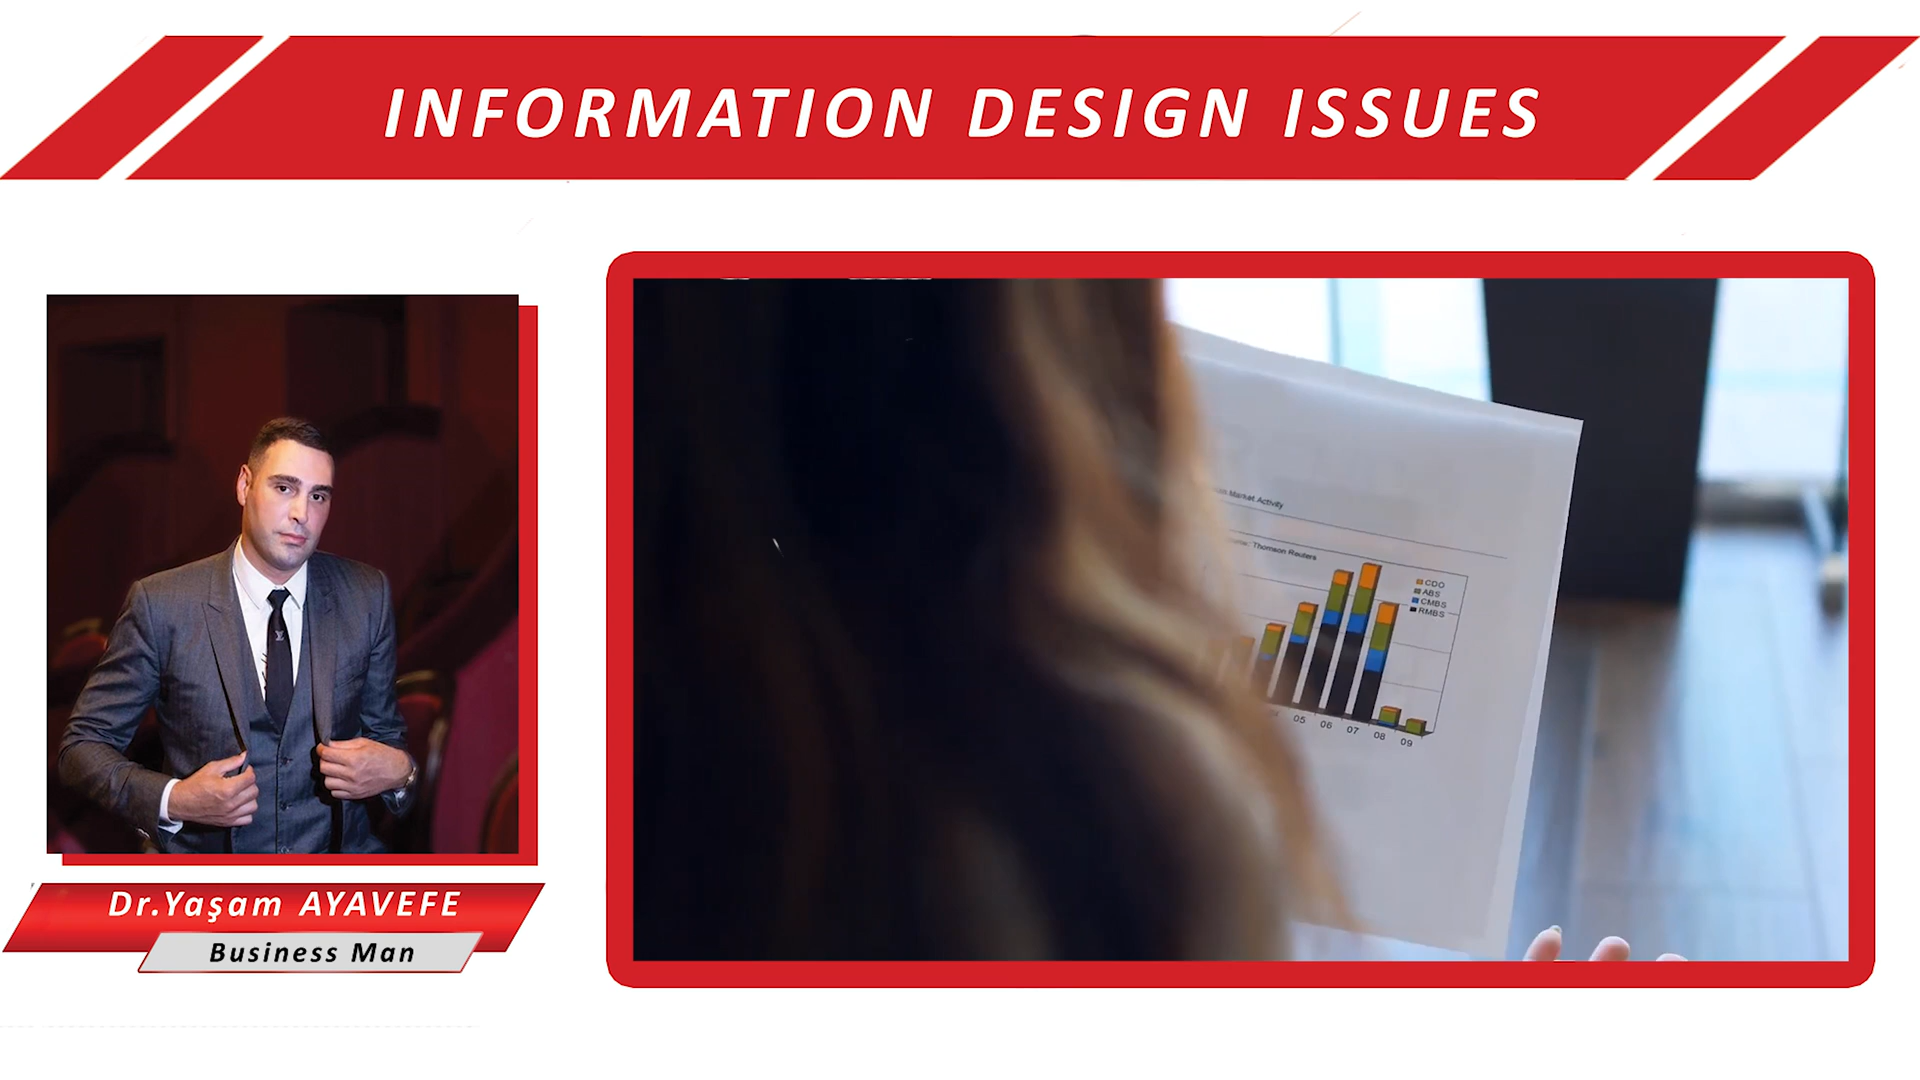 INFORMATION DESIGN ISSUES
Market Activity
Thomson Reuters
CDO
ABS
CMBS
RMBS
05 06 07 08 09
Dr.Yaşam AYAVEFE
Business Man